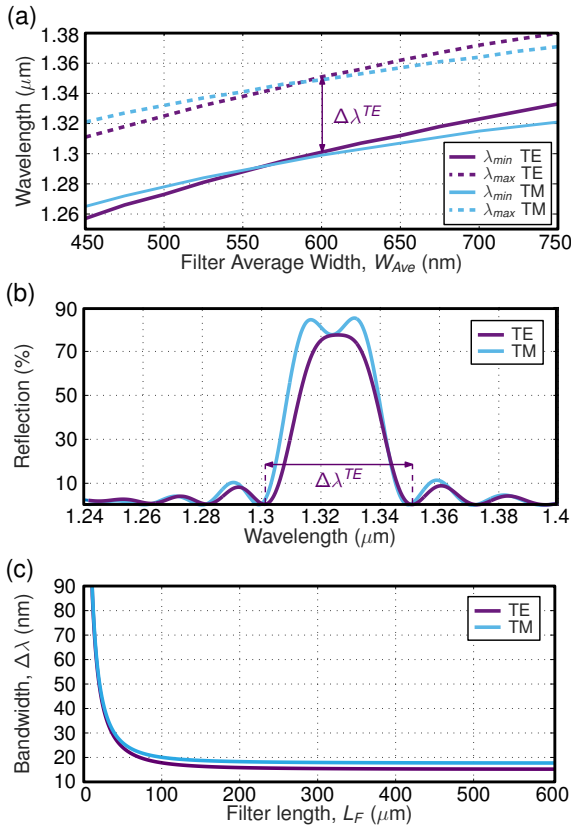 (a)
1.38
1.36
1.34
1.32
1.3
1.28
1.26
Wavelength (μm)
Δλ^TE
λmin TE
λmax TE
λmin TM
λmax TM
450 500 550 600 650 700 750
Filter Average Width, WAve (nm)
(b)
90
70
50
30
10
Reflection (%)
TE
TM
Δλ^TE
1.24 1.26 1.28 1.3 1.32 1.34 1.36 1.38 1.4
Wavelength (μm)
(c)
90
80
70
60
50
40
30
20
10
Bandwidth, Δλ (nm)
TE
TM
0 100 200 300 400 500 600
Filter length, LF (μm)